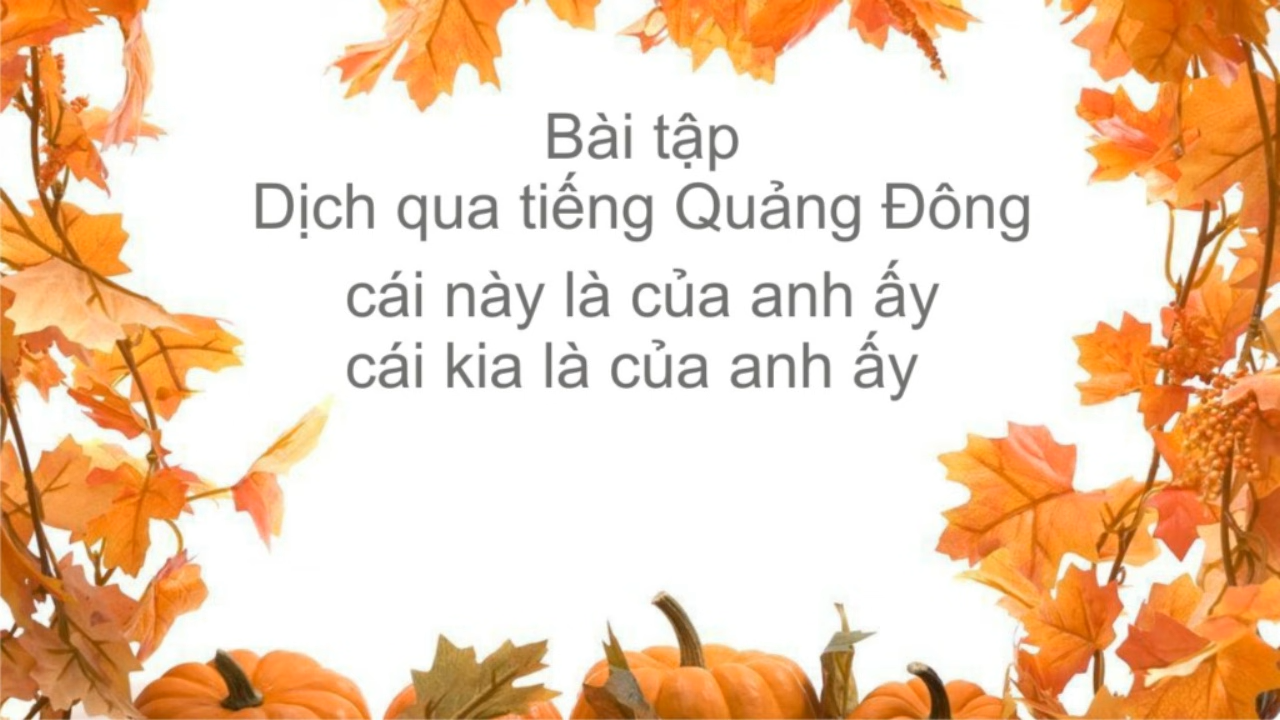 Bài tập
Dịch qua tiếng Quảng Đông
cái này là của anh ấy
cái kia là của anh ấy